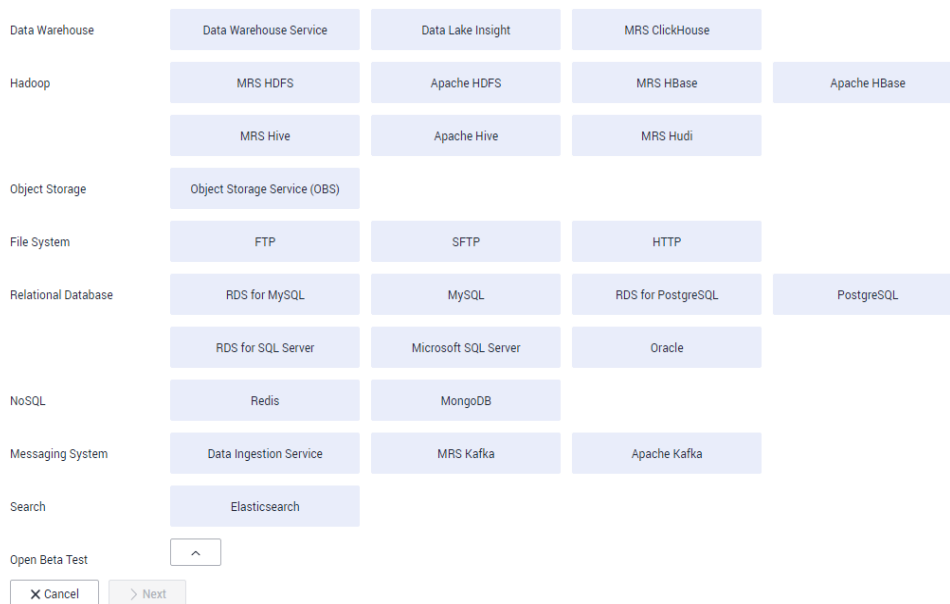 Data Warehouse Data Warehouse Service Data Lake Insight MRS ClickHouse
Hadoop MRS HDFS Apache HDFS MRS HBase Apache HBase
MRS Hive Apache Hive MRS Hudi
Object Storage Object Storage Service (OBS)
File System FTP SFTP HTTP
Relational Database RDS for MySQL MySQL RDS for PostgreSQL PostgreSQL
RDS for SQL Server Microsoft SQL Server Oracle
NoSQL Redis MongoDB
Messaging System Data Ingestion Service MRS Kafka Apache Kafka
Search Elasticsearch
Open Beta Test
Cancel Next